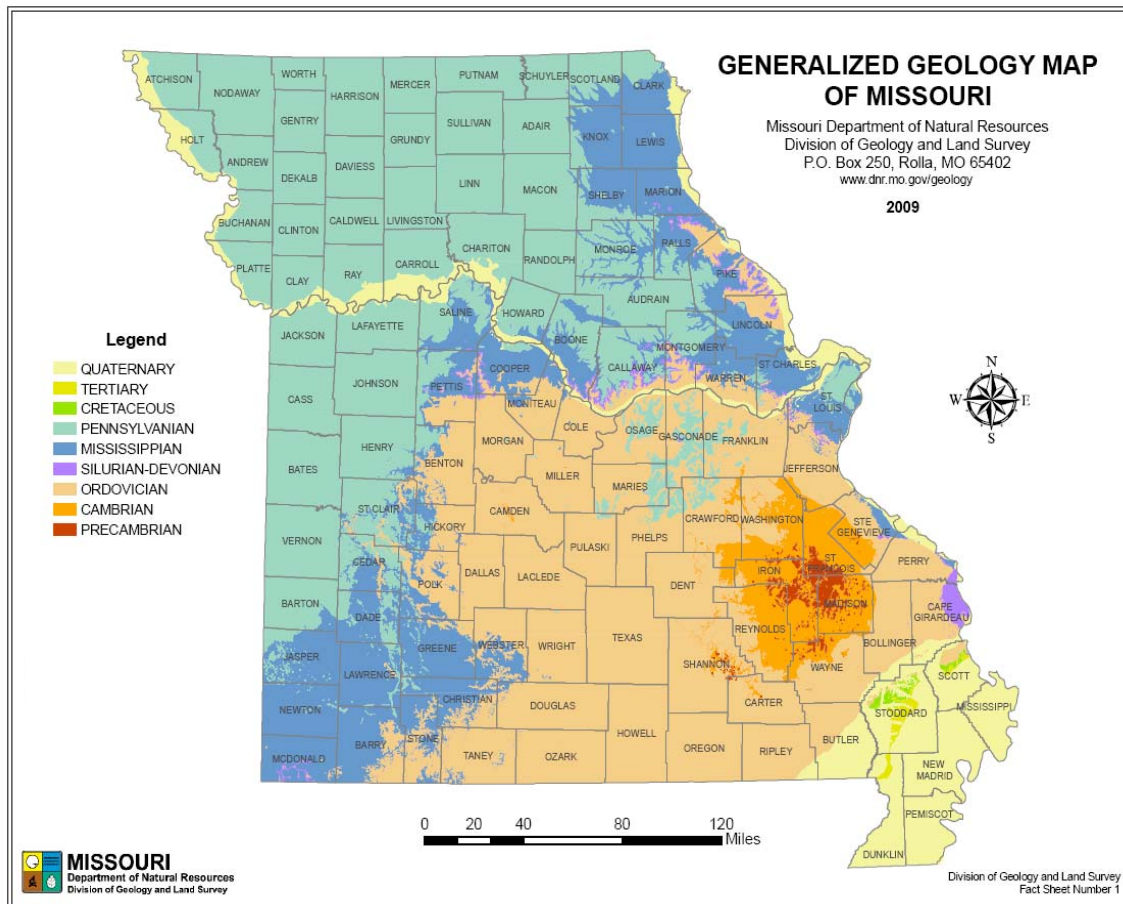 GENERALIZED GEOLOGY MAP
OF MISSOURI
Missouri Department of Natural Resources
Division of Geology and Land Survey
P.O. Box 250, Rolla, MO 65402
www.dnr.mo.gov/geology
2009
ATCHISON
NODAWAY
WORTH
HARRISON
MERCER
PUTNAM
SCHUYLER
SCOTLAND
CLARK
HOLT
GENTRY
GRUNDY
SULLIVAN
ADAIR
KNOX
LEWIS
ANDREW
DEKALB
DAVIESS
LINN
MACON
SHELBY
MARION
BUCHANAN
CLINTON
CALDWELL
LIVINGSTON
CHARITON
RANDOLPH
MONROE
RALLS
PIKE
PLATTE
CLAY
RAY
CARROLL
SALINE
HOWARD
BOONE
AUDRAIN
LINCOLN
JACKSON
LAFAYETTE
COOPER
CALLAWAY
MONTGOMERY
WARREN
ST CHARLES
ST
LOUIS
CASS
JOHNSON
PETTIS
MONITEAU
COLE
OSAGE
GASCONADE
FRANKLIN
JEFFERSON
BATES
HENRY
BENTON
MORGAN
MILLER
MARIES
ST CLAIR
HICKORY
CAMDEN
PULASKI
PHELPS
CRAWFORD
WASHINGTON
STE
GENEVIEVE
VERNON
CEDAR
POLK
DALLAS
LACLEDE
DENT
IRON
ST
FRANCOIS
PERRY
BARTON
DADE
MADISON
CAPE
GIRARDEAU
JASPER
LAWRENCE
GREENE
WEBSTER
WRIGHT
TEXAS
SHANNON
REYNOLDS
WAYNE
BOLLINGER
NEWTON
CHRISTIAN
DOUGLAS
CARTER
STODDARD
SCOTT
MISSISSIPPI
MCDONALD
BARRY
STONE
TANEY
OZARK
HOWELL
OREGON
RIPLEY
BUTLER
NEW
MADRID
PEMISCOT
DUNKLIN
Legend
QUATERNARY
TERTIARY
CRETACEOUS
PENNSYLVANIAN
MISSISSIPPIAN
SILURIAN-DEVONIAN
ORDOVICIAN
CAMBRIAN
PRECAMBRIAN
N
W E
S
0 20 40 80 120
Miles
MISSOURI
Department of Natural Resources
Division of Geology and Land Survey
Division of Geology and Land Survey
Fact Sheet Number 1